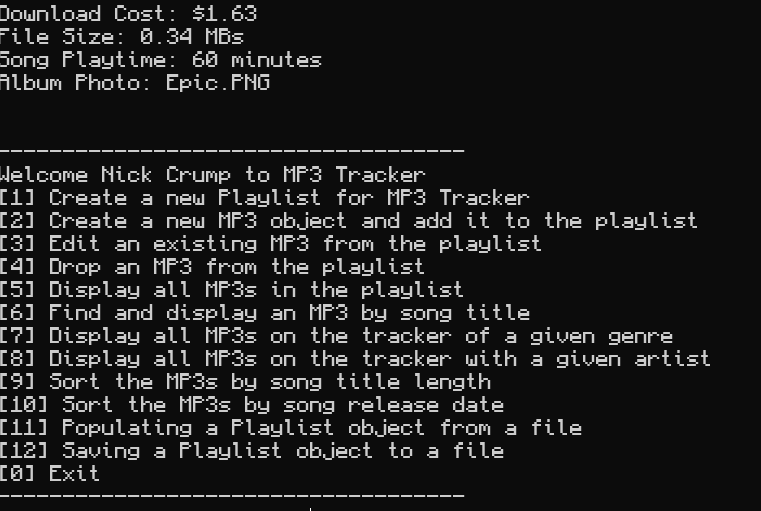 Download Cost: $1.63
File Size: 0.34 MBs
Song Playtime: 60 minutes
Album Photo: Epic.PNG
------------------------------------
Welcome Nick Crump to MP3 Tracker
[1] Create a new Playlist for MP3 Tracker
[2] Create a new MP3 object and add it to the playlist
[3] Edit an existing MP3 from the playlist
[4] Drop an MP3 from the playlist
[5] Display all MP3s in the playlist
[6] Find and display an MP3 by song title
[7] Display all MP3s on the tracker of a given genre
[8] Display all MP3s on the tracker with a given artist
[9] Sort the MP3s by song title length
[10] Sort the MP3s by song release date
[11] Populating a Playlist object from a file
[12] Saving a Playlist object to a file
[0] Exit
------------------------------------